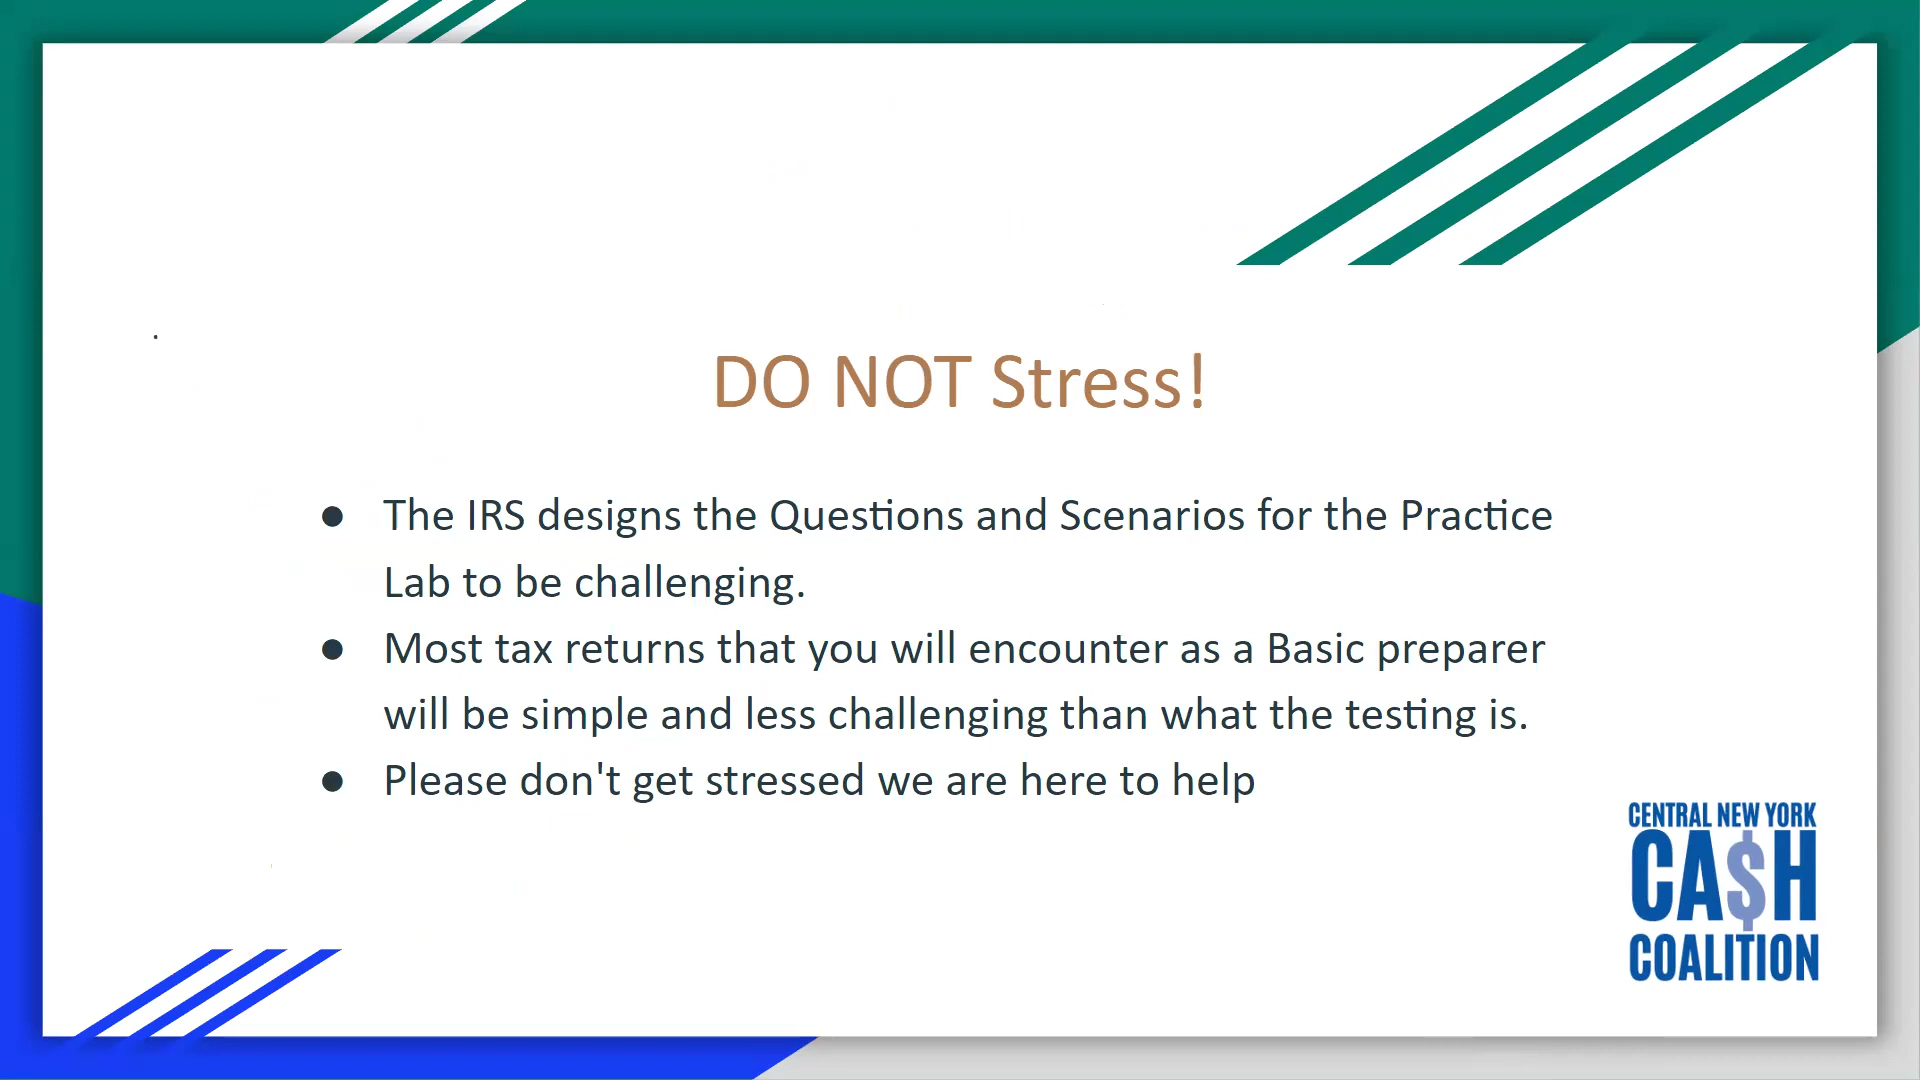 DO NOT Stress!
● The IRS designs the Questions and Scenarios for the Practice
Lab to be challenging.
● Most tax returns that you will encounter as a Basic preparer
will be simple and less challenging than what the testing is.
● Please don't get stressed we are here to help
CENTRAL NEW YORK
CA$H
COALITION